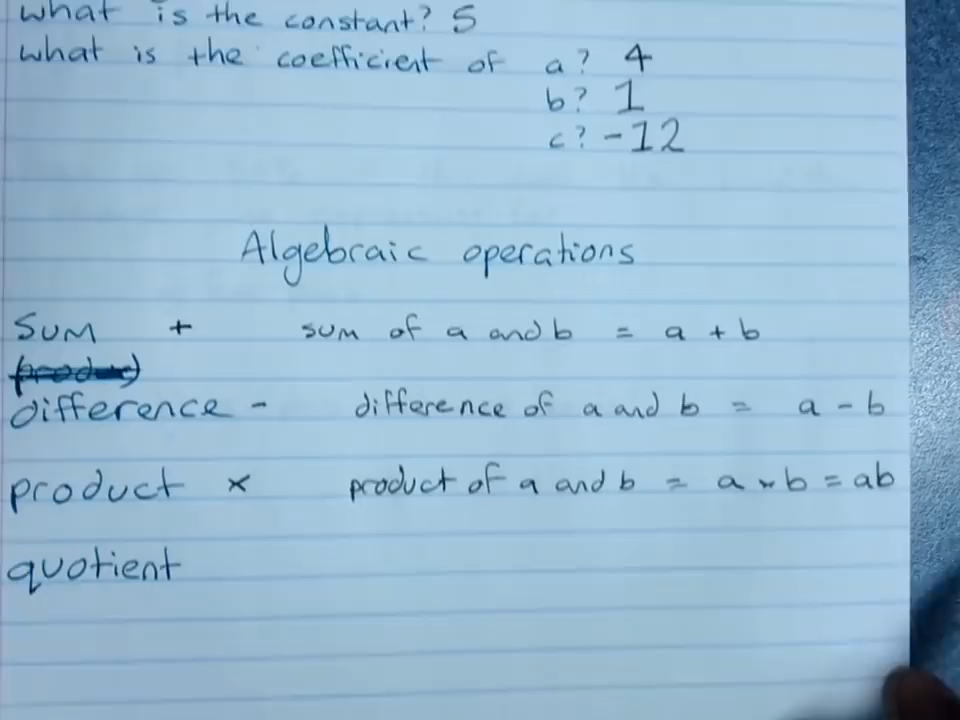 what is the constant? 5
what is the coefficient of a? 4
b? 1
c? -12
Algebraic operations
Sum + sum of a and b = a + b
difference - difference of a and b = a - b
product × product of a and b = a × b = ab
quotient